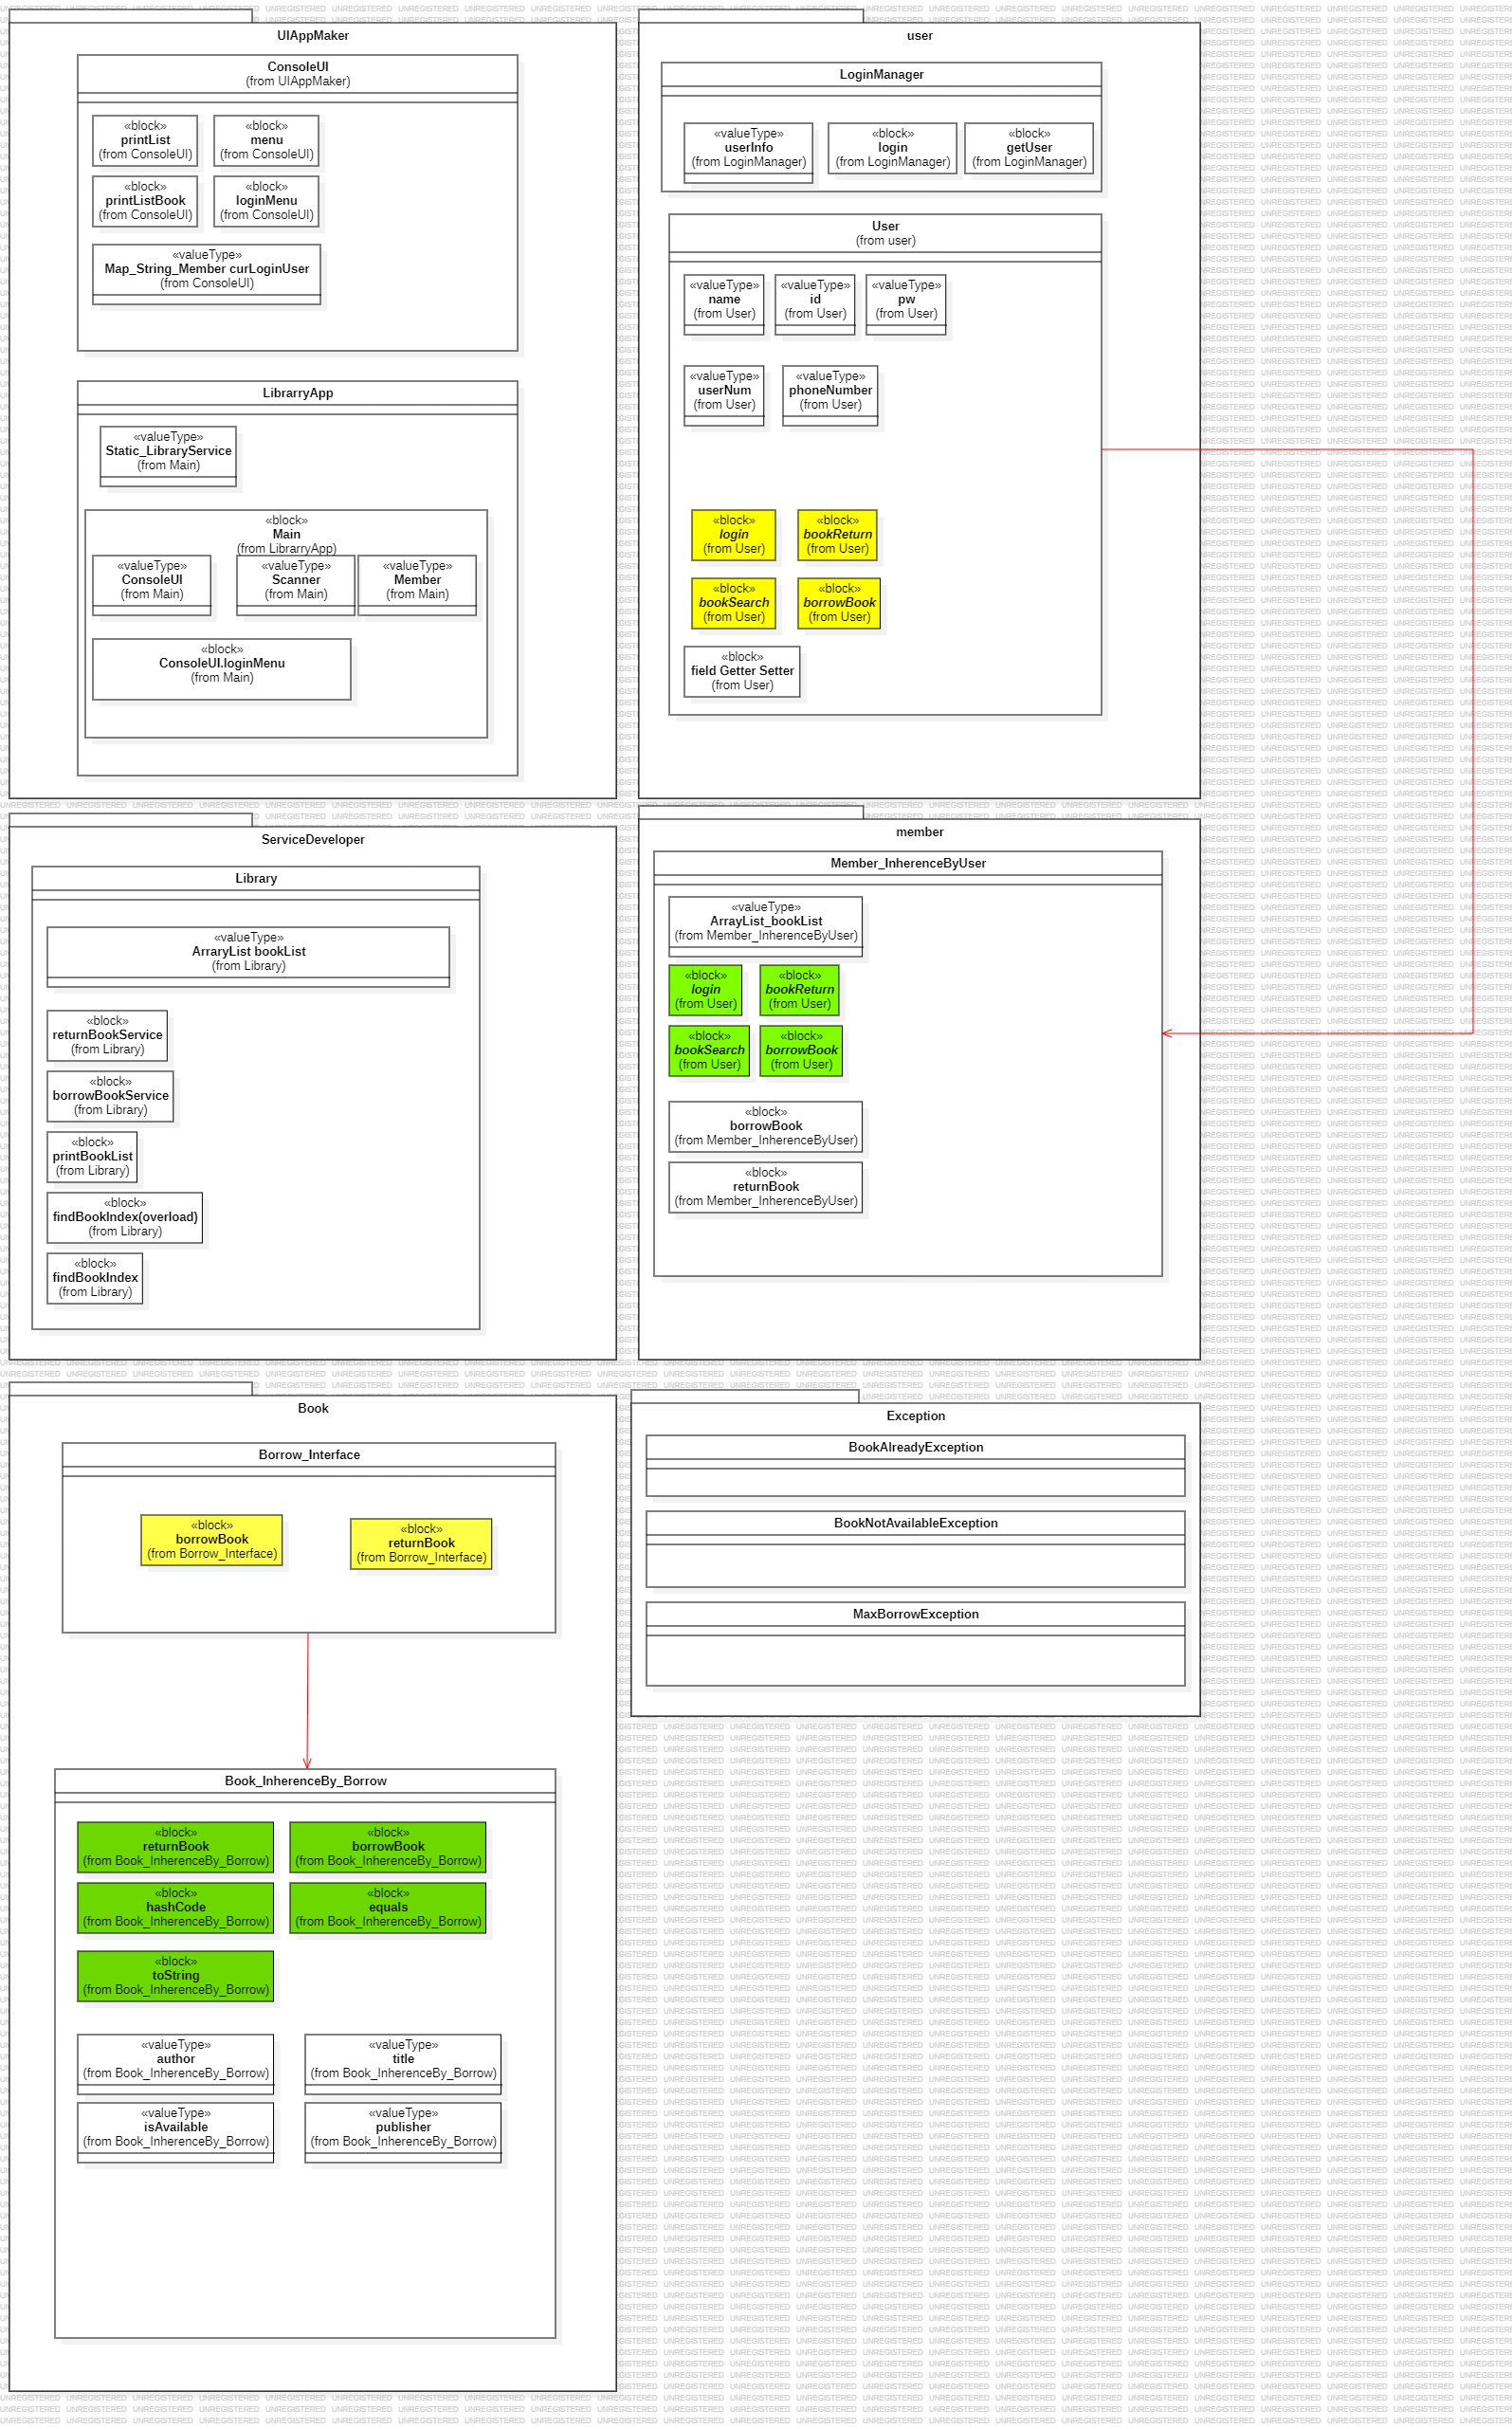 UIAppMaker
ConsoleUI
(from UIAppMaker)
«block»
printList
(from ConsoleUI)
«block»
menu
(from ConsoleUI)
«block»
printListBook
(from ConsoleUI)
«block»
loginMenu
(from ConsoleUI)
«valueType»
Map_String_Member curLoginUser
(from ConsoleUI)
LibrarryApp
«valueType»
Static_LibraryService
(from Main)
«block»
Main
(from LibrarryApp)
«valueType»
ConsoleUI
(from Main)
«valueType»
Scanner
(from Main)
«valueType»
Member
(from Main)
«block»
ConsoleUI.loginMenu
(from Main)
user
LoginManager
«valueType»
userInfo
(from LoginManager)
«block»
login
(from LoginManager)
«block»
getUser
(from LoginManager)
User
(from user)
«valueType»
name
(from User)
«valueType»
id
(from User)
«valueType»
pw
(from User)
«valueType»
userNum
(from User)
«valueType»
phoneNumber
(from User)
«block»
login
(from User)
«block»
bookReturn
(from User)
«block»
bookSearch
(from User)
«block»
borrowBook
(from User)
«block»
field Getter Setter
(from User)
ServiceDeveloper
Library
«valueType»
ArraryList bookList
(from Library)
«block»
returnBookService
(from Library)
«block»
borrowBookService
(from Library)
«block»
printBookList
(from Library)
«block»
findBookIndex(overload)
(from Library)
«block»
findBookIndex
(from Library)
member
Member_InherenceByUser
«valueType»
ArrayList_bookList
(from Member_InherenceByUser)
«block»
login
(from User)
«block»
bookReturn
(from User)
«block»
bookSearch
(from User)
«block»
borrowBook
(from User)
«block»
borrowBook
(from Member_InherenceByUser)
«block»
returnBook
(from Member_InherenceByUser)
Book
Borrow_Interface
«block»
borrowBook
(from Borrow_Interface)
«block»
returnBook
(from Borrow_Interface)
Book_InherenceBy_Borrow
«block»
returnBook
(from Book_InherenceBy_Borrow)
«block»
borrowBook
(from Book_InherenceBy_Borrow)
«block»
hashCode
(from Book_InherenceBy_Borrow)
«block»
equals
(from Book_InherenceBy_Borrow)
«block»
toString
(from Book_InherenceBy_Borrow)
«valueType»
author
(from Book_InherenceBy_Borrow)
«valueType»
title
(from Book_InherenceBy_Borrow)
«valueType»
isAvailable
(from Book_InherenceBy_Borrow)
«valueType»
publisher
(from Book_InherenceBy_Borrow)
Exception
BookAlreadyException
BookNotAvailableException
MaxBorrowException
UNREGISTERED